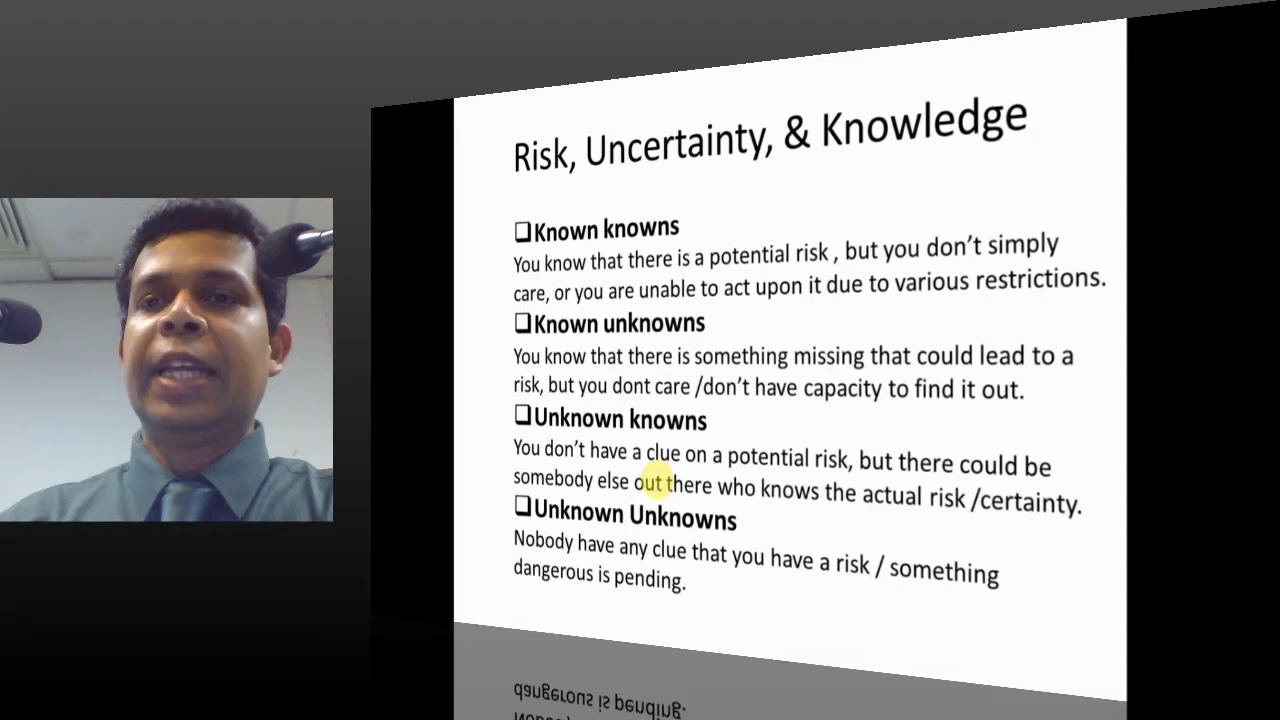 Risk, Uncertainty, & Knowledge
❑Known knowns
You know that there is a potential risk , but you don't simply
care, or you are unable to act upon it due to various restrictions.
❑Known unknowns
You know that there is something missing that could lead to a
risk, but you dont care /don't have capacity to find it out.
❑Unknown knowns
You don't have a clue on a potential risk, but there could be
somebody else out there who knows the actual risk /certainty.
❑Unknown Unknowns
Nobody have any clue that you have a risk / something
dangerous is pending.
dangerous is pending.